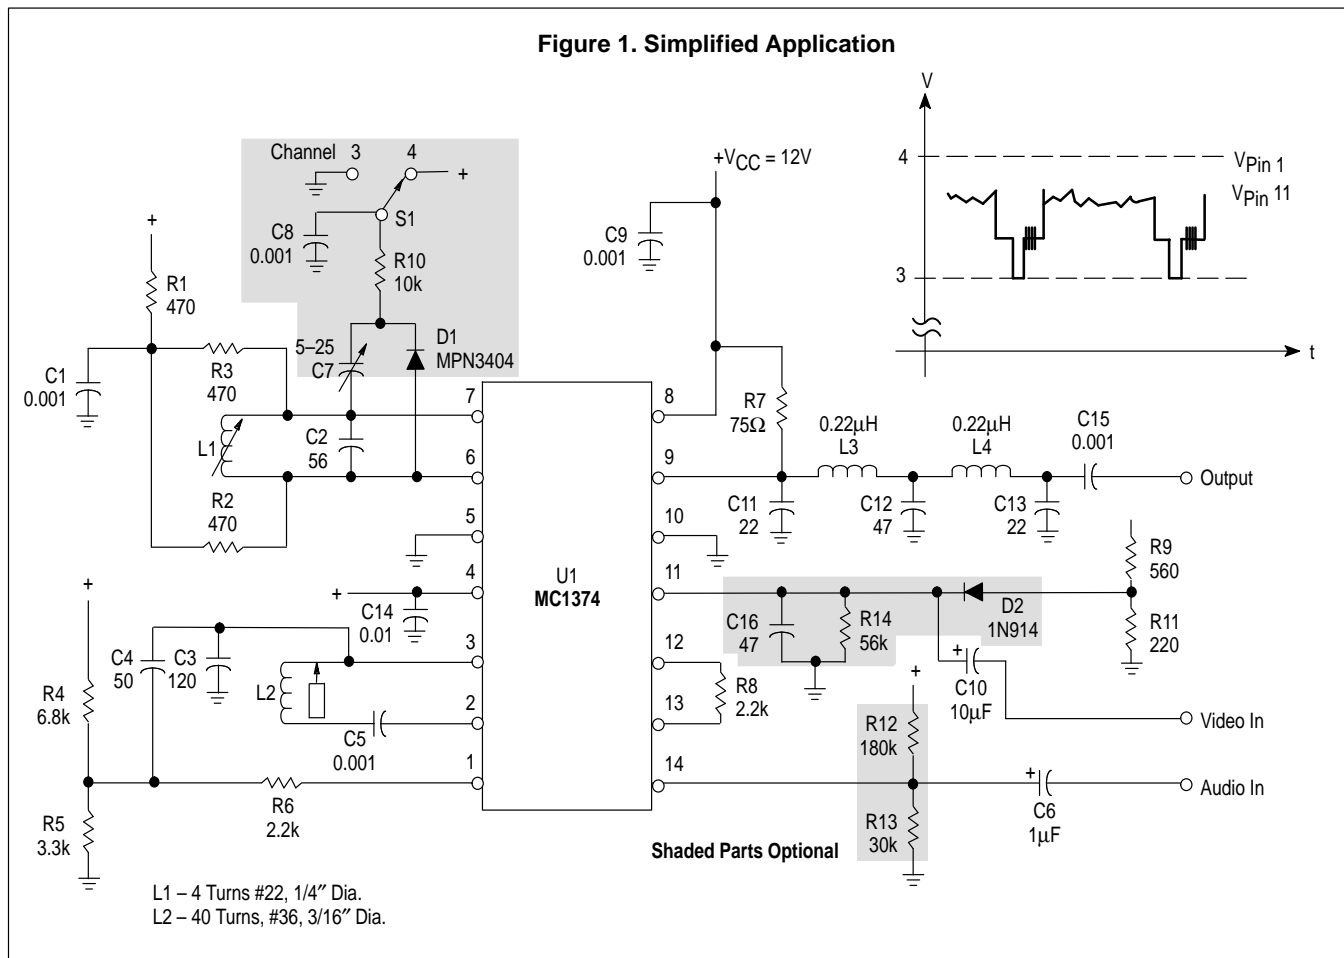 Figure 1. Simplified Application
V
4
3
t
VPin 1
VPin 11
Channel 3
4
+
S1
C8
0.001
R10
10k
+VCC = 12V
C9
0.001
+
R1
470
5–25
C7
D1
MPN3404
R3
470
C1
0.001
L1
C2
56
R2
470
7
6
5
4
3
2
1
U1
MC1374
8
9
10
11
12
13
14
R7
75Ω
0.22µH
L3
0.22µH
L4
C15
0.001
Output
C11
22
C12
47
C13
22
R9
560
R11
220
D2
1N914
C16
47
R14
56k
+
C10
10µF
Video In
R8
2.2k
+
R12
180k
R13
30k
+
C6
1µF
Audio In
+
C14
0.01
+
C4
50
C3
120
L2
C5
0.001
R4
6.8k
R5
3.3k
R6
2.2k
Shaded Parts Optional
L1 – 4 Turns #22, 1/4″ Dia.
L2 – 40 Turns, #36, 3/16″ Dia.